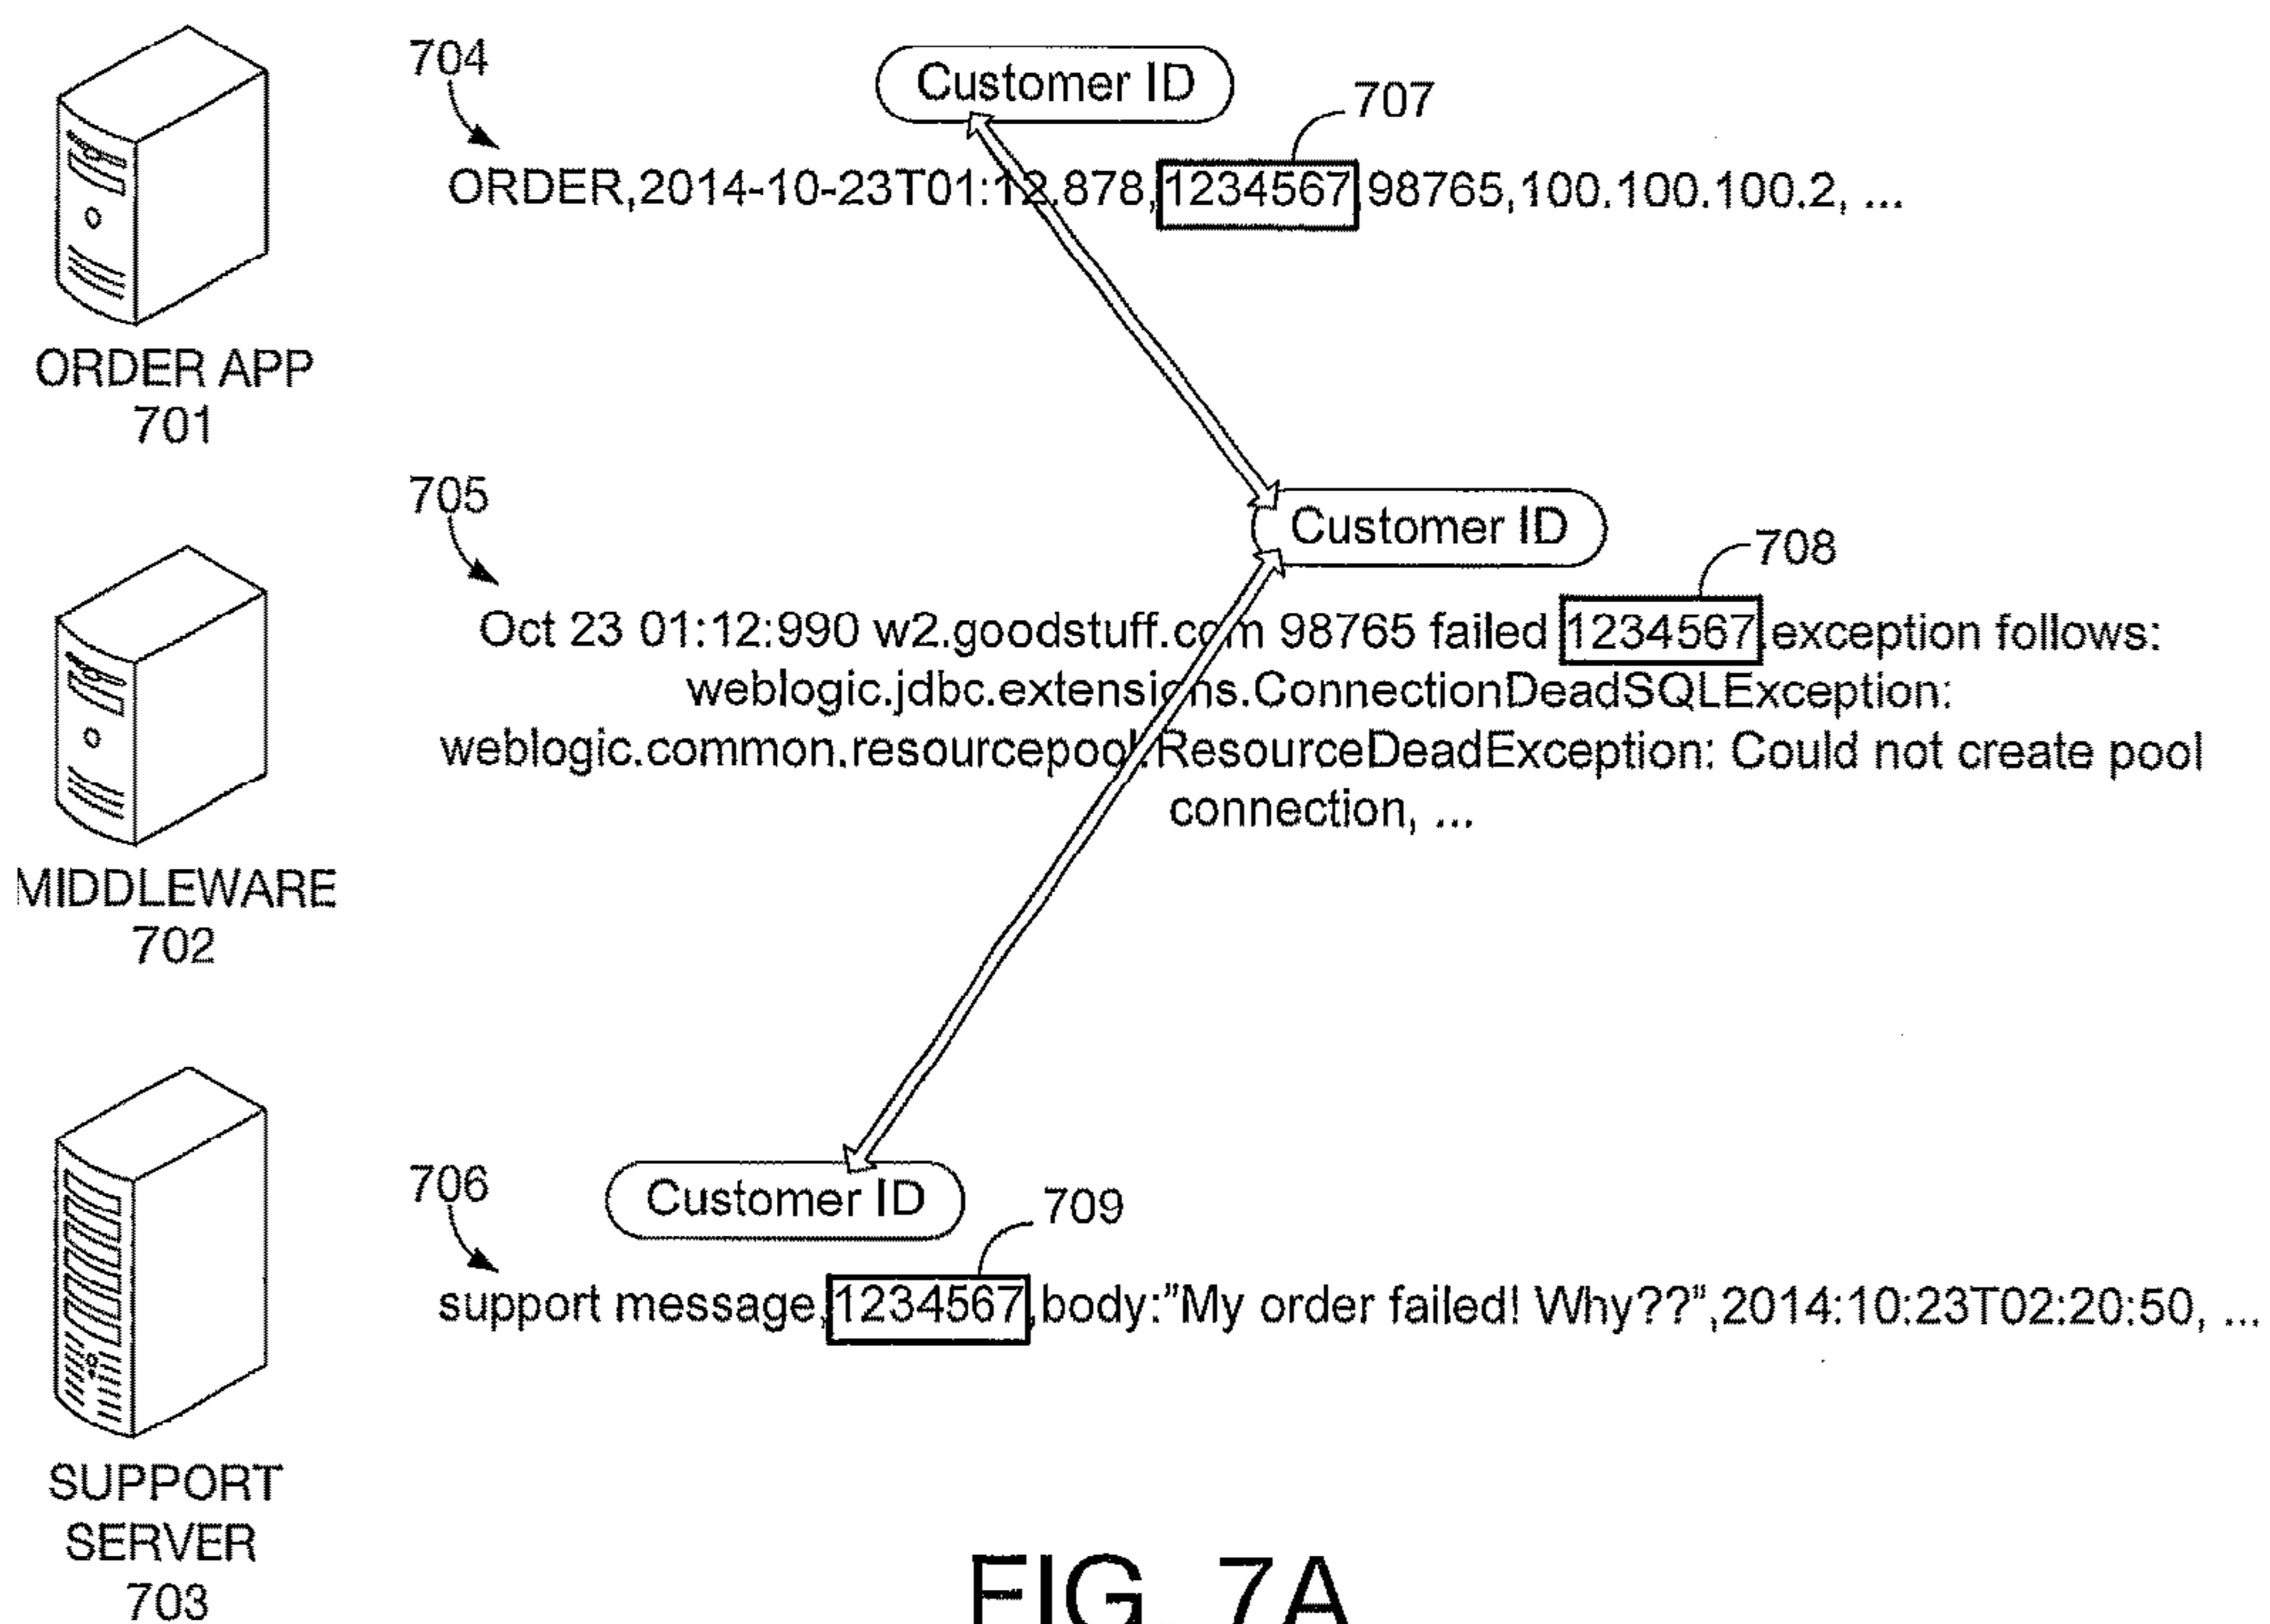 704
Customer ID
707
ORDER,2014-10-23T01:12.878,1234567,98765,100.100.100.2, ...
ORDER APP
701
705
Customer ID
708
Oct 23 01:12:990 w2.goodstuff.com 98765 failed 1234567,exception follows:
weblogic.jdbc.extensions.ConnectionDeadSQLException:
weblogic.common.resourcepool.ResourceDeadException: Could not create pool
connection, ...
MIDDLEWARE
702
706
Customer ID
709
support message,1234567,body:"My order failed! Why??",2014:10:23T02:20:50, ...
SUPPORT
SERVER
703
FIG. 7A